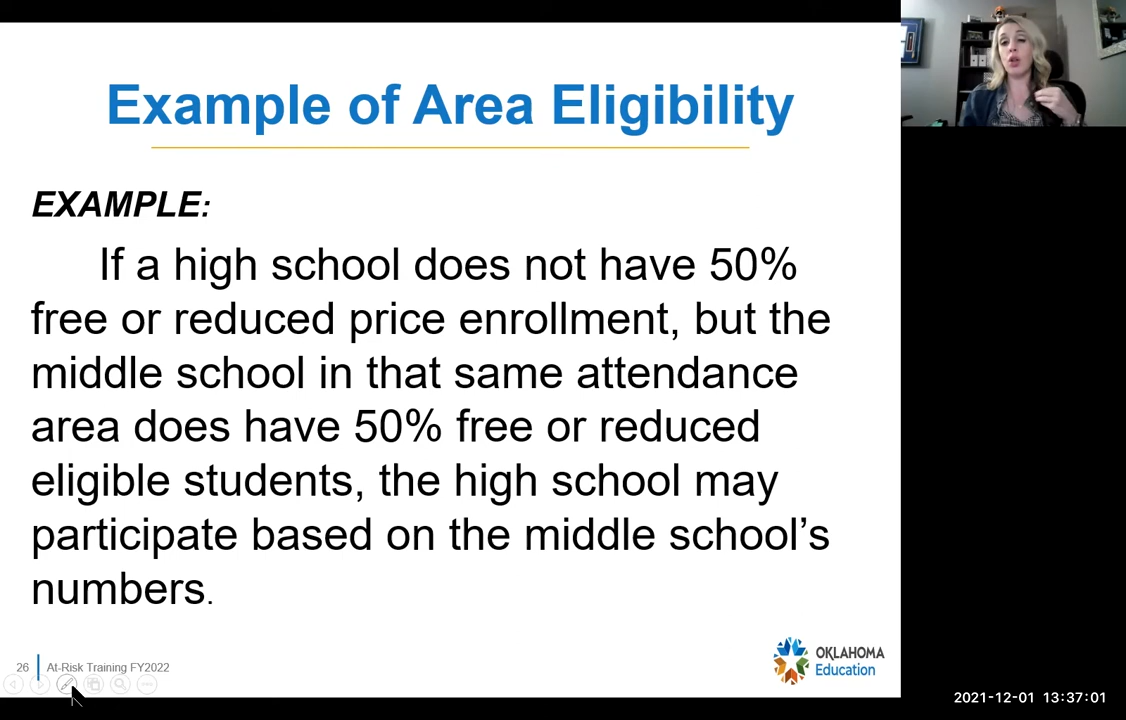 Example of Area Eligibility
EXAMPLE:
If a high school does not have 50%
free or reduced price enrollment, but the
middle school in that same attendance
area does have 50% free or reduced
eligible students, the high school may
participate based on the middle school’s
numbers.
26
At-Risk Training FY2022
OKLAHOMA
Education
2021-12-01 13:37:01